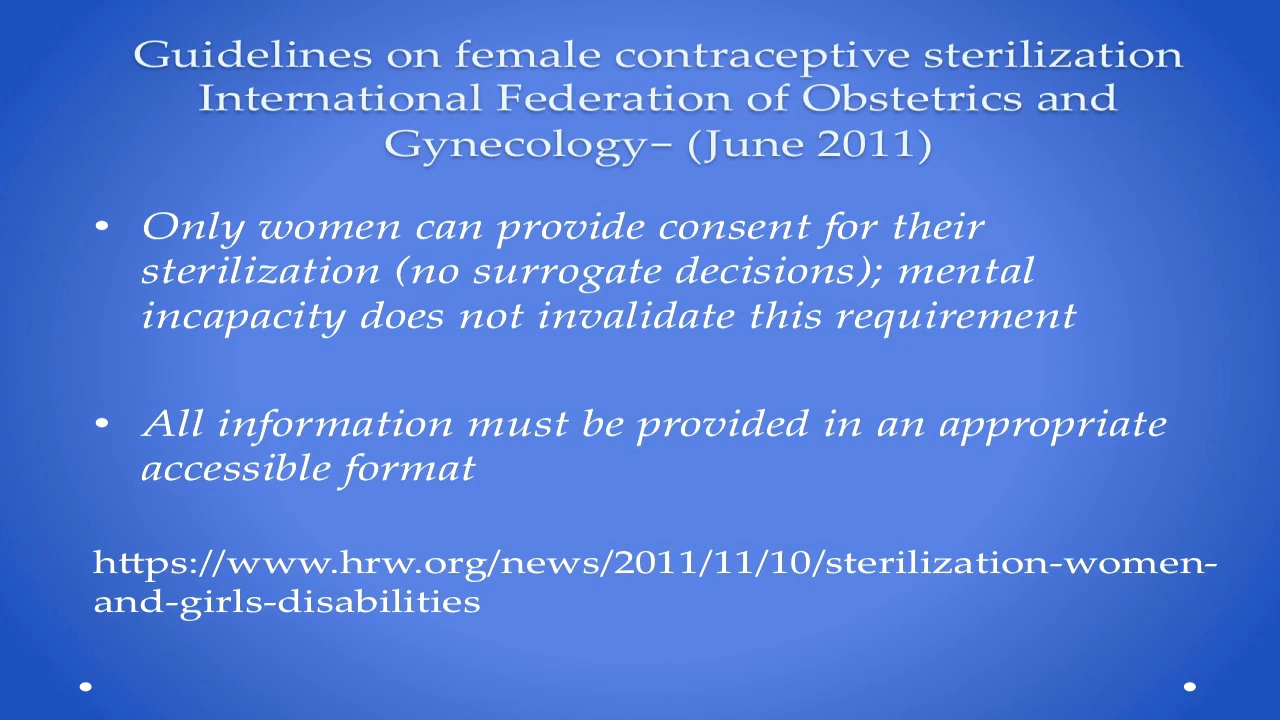 Guidelines on female contraceptive sterilization
International Federation of Obstetrics and
Gynecology– (June 2011)
• Only women can provide consent for their
sterilization (no surrogate decisions); mental
incapacity does not invalidate this requirement
• All information must be provided in an appropriate
accessible format
https://www.hrw.org/news/2011/11/10/sterilization-women-
and-girls-disabilities